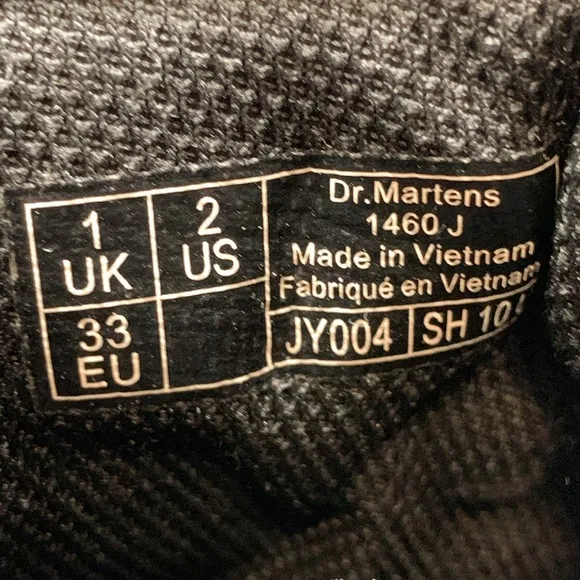 1
UK
2
US
33
EU
Dr.Martens
1460 J
Made in Vietnam
Fabriqué en Vietnam
JY004
SH 10